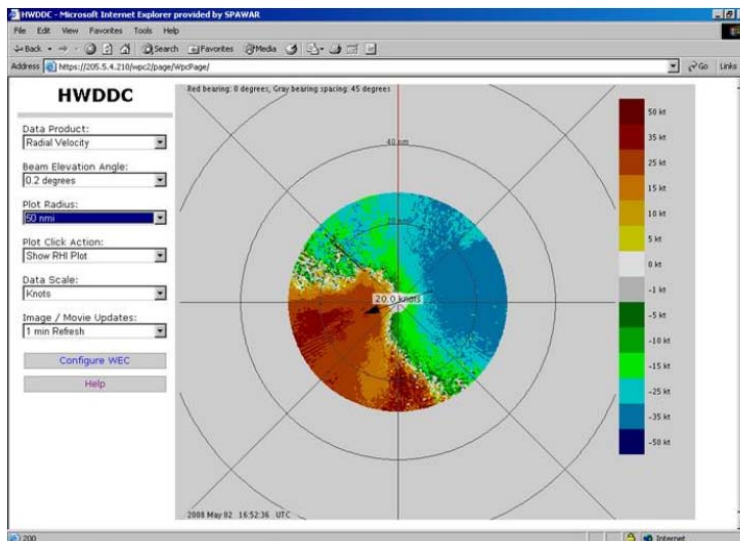 HWDDC - Microsoft Internet Explorer provided by SPAWAR
File Edit View Favorites Tools Help
Back Search Favorites Media
Address https://205.5.4.210/wpc2/page/WpcPage/ Go Links
HWDDC
Data Product:
Radial Velocity
Beam Elevation Angle:
0.2 degrees
Plot Radius:
50 nmi
Plot Click Action:
Show RHI Plot
Data Scale:
Knots
Image / Movie Updates:
1 min Refresh
Configure WEC
Help
Red bearing: 0 degrees, Gray bearing spacing: 45 degrees
40 nm
20.0 knots
2008 May 02 16:52:36 UTC
50 kt
35 kt
25 kt
15 kt
10 kt
5 kt
0 kt
-1 kt
-5 kt
-10 kt
-15 kt
-25 kt
-35 kt
-50 kt
200 Internet